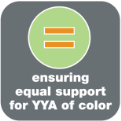 ensuring
equal support
for YYA of color